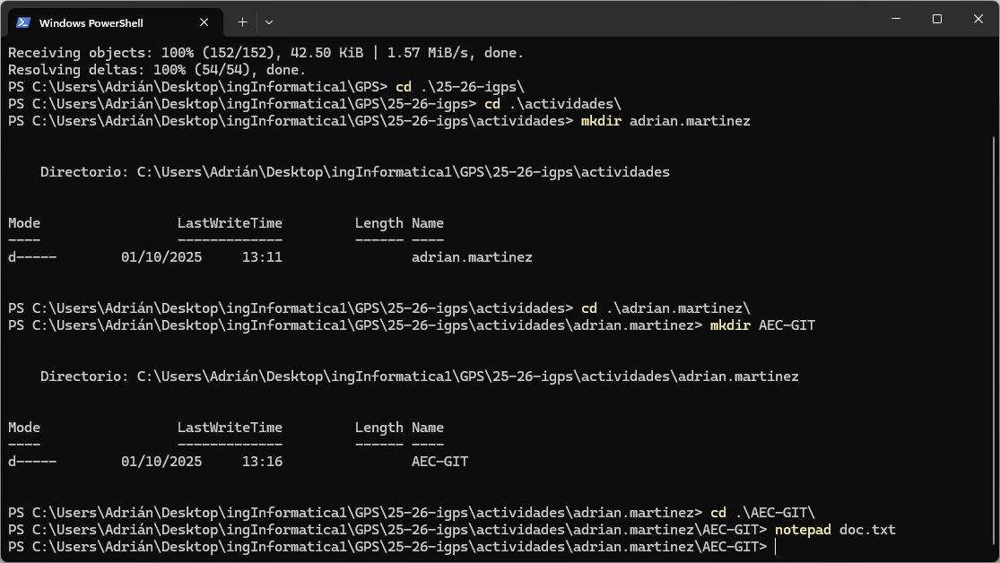 Windows PowerShell
Receiving objects: 100% (152/152), 42.50 KiB | 1.57 MiB/s, done.
Resolving deltas: 100% (54/54), done.
PS C:\Users\Adrián\Desktop\ingInformatica1\GPS> cd .\25-26-igps\
PS C:\Users\Adrián\Desktop\ingInformatica1\GPS\25-26-igps> cd .\actividades\
PS C:\Users\Adrián\Desktop\ingInformatica1\GPS\25-26-igps\actividades> mkdir adrian.martinez
Directorio: C:\Users\Adrián\Desktop\ingInformatica1\GPS\25-26-igps\actividades
Mode                 LastWriteTime         Length Name
----                 -------------         ------ ----
d-----        01/10/2025     13:11                adrian.martinez
PS C:\Users\Adrián\Desktop\ingInformatica1\GPS\25-26-igps\actividades> cd .\adrian.martinez\
PS C:\Users\Adrián\Desktop\ingInformatica1\GPS\25-26-igps\actividades\adrian.martinez> mkdir AEC-GIT
Directorio: C:\Users\Adrián\Desktop\ingInformatica1\GPS\25-26-igps\actividades\adrian.martinez
Mode                 LastWriteTime         Length Name
----                 -------------         ------ ----
d-----        01/10/2025     13:16                AEC-GIT
PS C:\Users\Adrián\Desktop\ingInformatica1\GPS\25-26-igps\actividades\adrian.martinez> cd .\AEC-GIT\
PS C:\Users\Adrián\Desktop\ingInformatica1\GPS\25-26-igps\actividades\adrian.martinez\AEC-GIT> notepad doc.txt
PS C:\Users\Adrián\Desktop\ingInformatica1\GPS\25-26-igps\actividades\adrian.martinez\AEC-GIT>